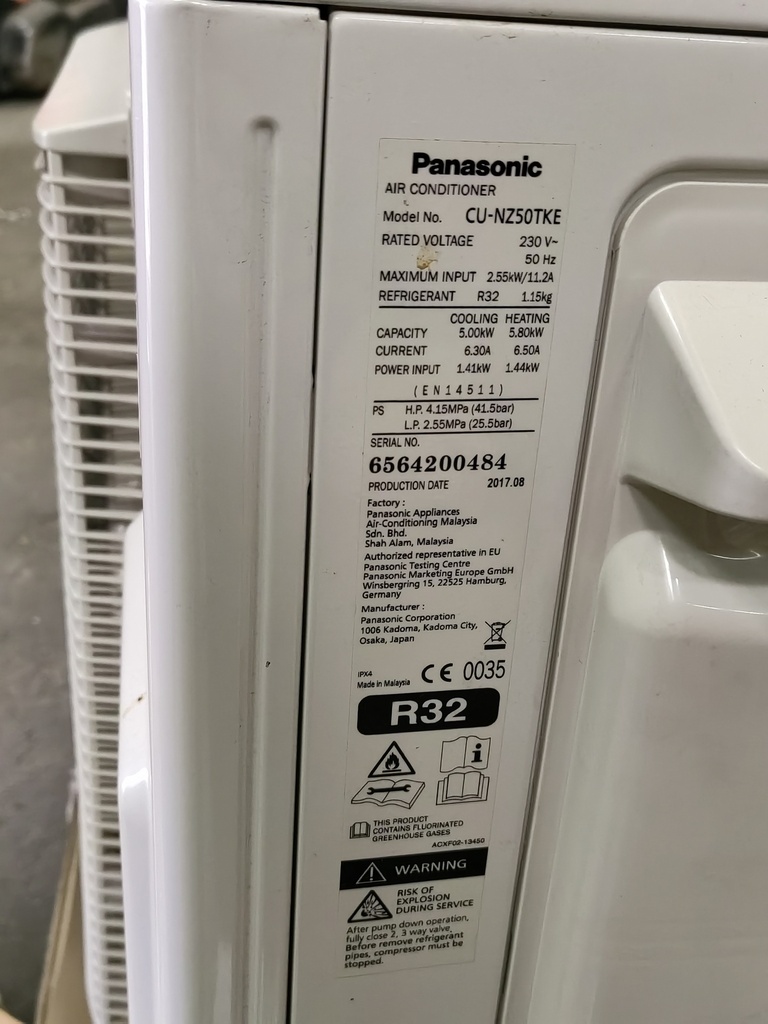 Panasonic
AIR CONDITIONER
Model No. CU-NZ50TKE
RATED VOLTAGE 230 V~
50 Hz
MAXIMUM INPUT 2.55kW/11.2A
REFRIGERANT R32 1.15kg
COOLING HEATING
CAPACITY 5.00kW 5.80kW
CURRENT 6.30A 6.50A
POWER INPUT 1.41kW 1.44kW
(EN14511)
PS H.P. 4.15MPa (41.5bar)
L.P. 2.55MPa (25.5bar)
SERIAL NO.
6564200484
PRODUCTION DATE 2017.08
Factory :
Panasonic Appliances
Air-Conditioning Malaysia
Sdn. Bhd.
Shah Alam, Malaysia
Authorized representative in EU
Panasonic Testing Centre
Panasonic Marketing Europe GmbH
Winsbergring 15, 22525 Hamburg,
Germany
Manufacturer :
Panasonic Corporation
1006 Kadoma, Kadoma City,
Osaka, Japan
IPX4
Made in Malaysia CE 0035
R32
THIS PRODUCT
CONTAINS FLUORINATED
GREENHOUSE GASES
ACXF02-13450
WARNING
RISK OF
EXPLOSION
DURING SERVICE
After pump down operation,
fully close 2, 3 way valve.
Before remove refrigerant
pipes, compressor must be
stopped.